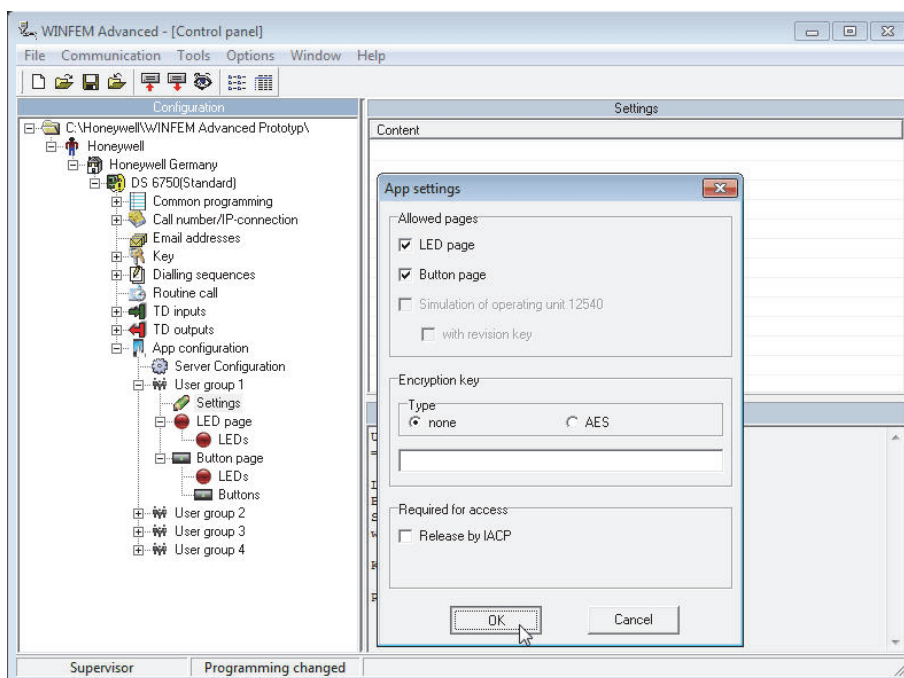 WINFEM Advanced - [Control panel]
File Communication Tools Options Window Help
Configuration
C:\Honeywell\WINFEM Advanced Prototyp\
Honeywell
Honeywell Germany
DS 6750(Standard)
Common programming
Call number/IP-connection
Email addresses
Key
Dialling sequences
Routine call
TD inputs
TD outputs
App configuration
Server Configuration
User group 1
Settings
LED page
LEDs
Button page
LEDs
Buttons
User group 2
User group 3
User group 4
Settings
Content
App settings
Allowed pages
LED page
Button page
Simulation of operating unit 12540
with revision key
Encryption key
Type
none AES
Required for access
Release by IACP
OK Cancel
Supervisor Programming changed